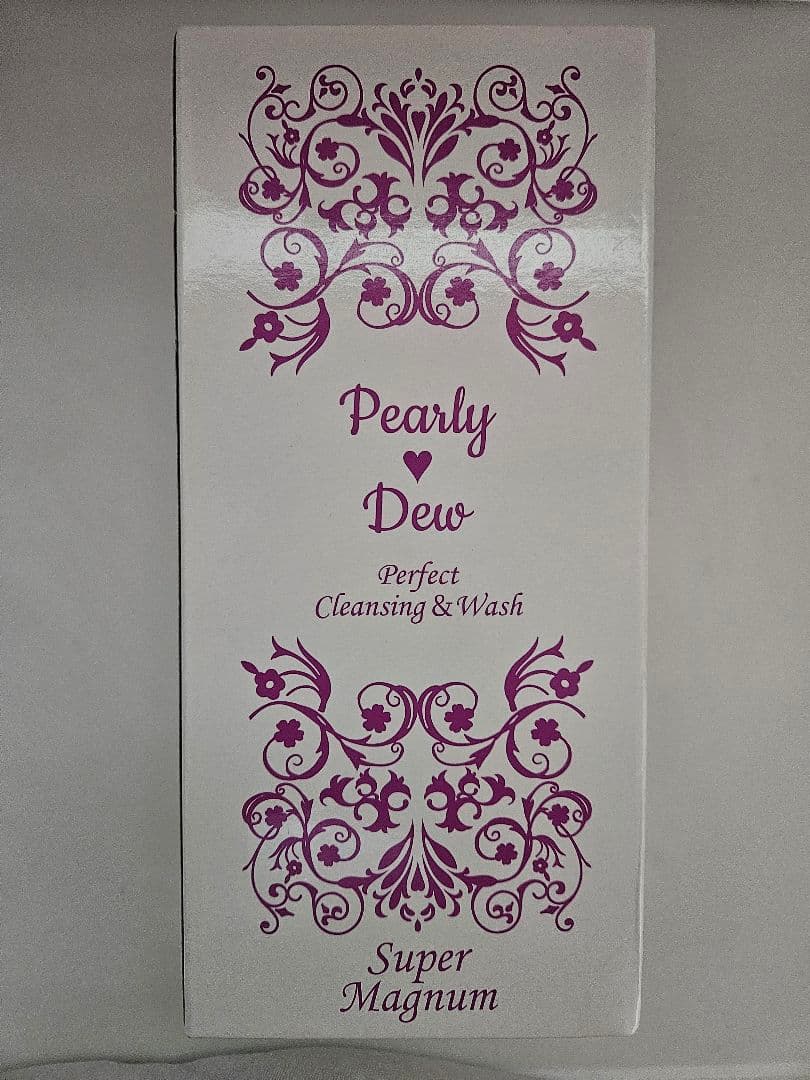 Pearly
♥
Dew
Perfect
Cleansing & Wash
Super
Magnum